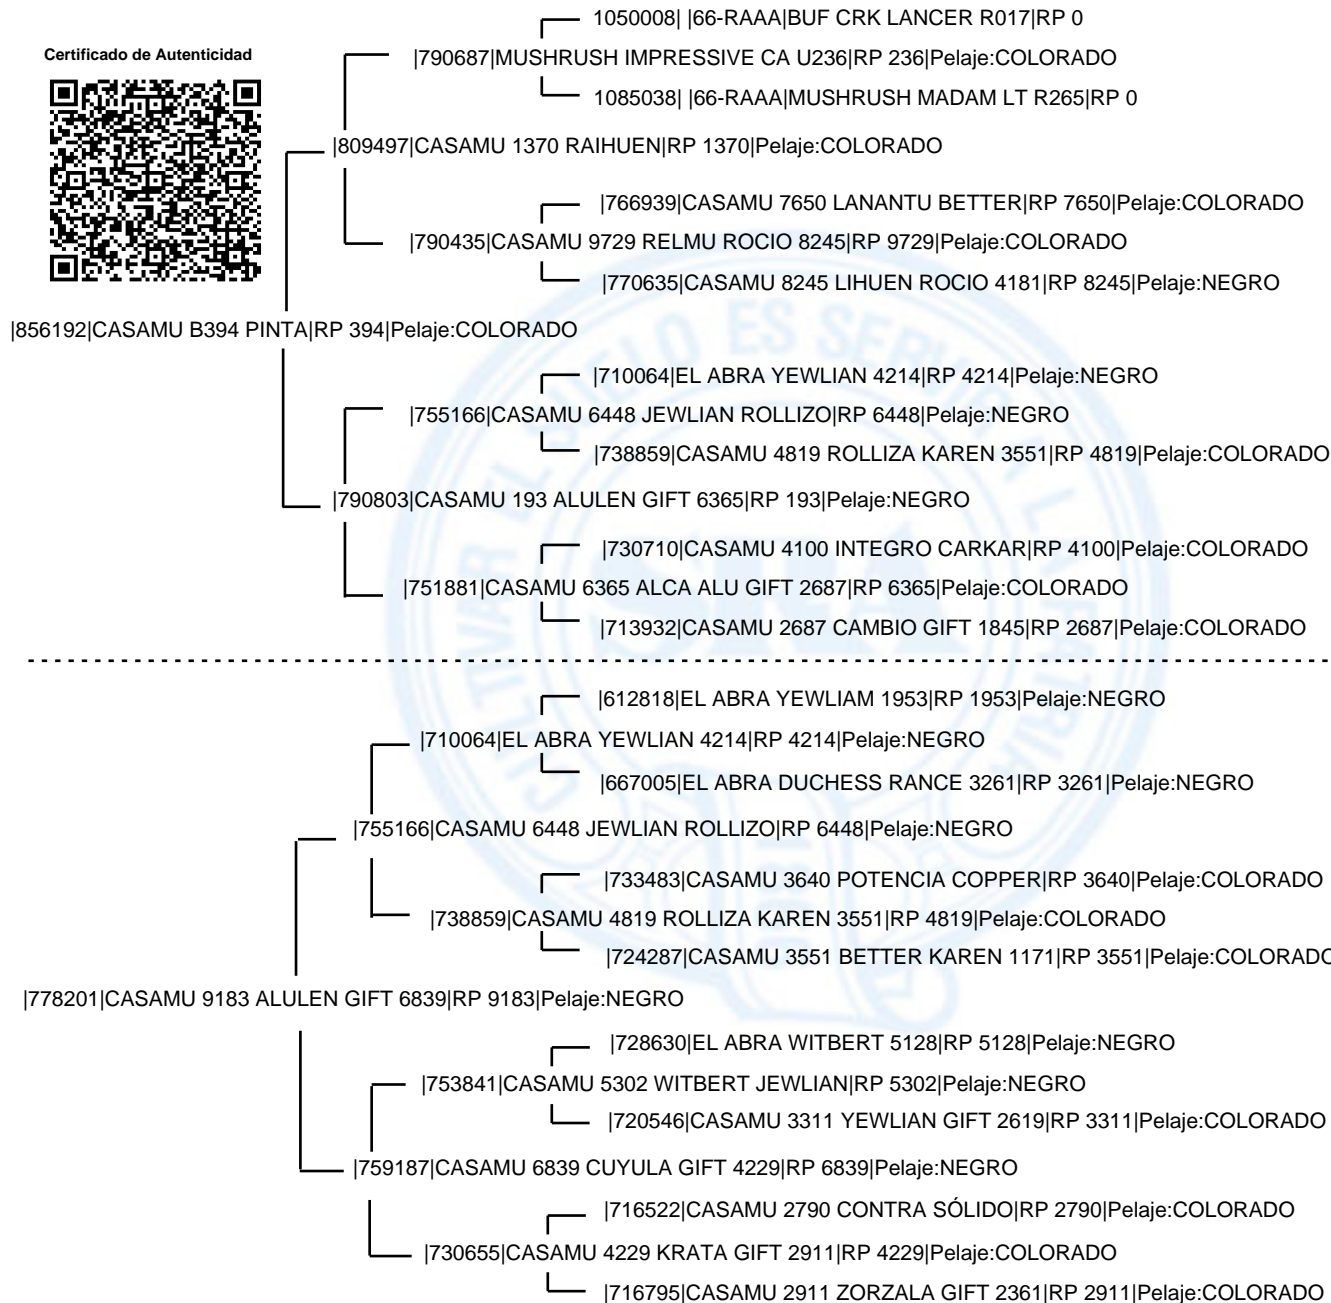 1050008| |66-RAAA|BUF CRK LANCER R017|RP 0
Certificado de Autenticidad
|790687|MUSHRUSH IMPRESSIVE CA U236|RP 236|Pelaje:COLORADO
1085038| |66-RAAA|MUSHRUSH MADAM LT R265|RP 0
|809497|CASAMU 1370 RAIHUEN|RP 1370|Pelaje:COLORADO
|766939|CASAMU 7650 LANANTU BETTER|RP 7650|Pelaje:COLORADO
|790435|CASAMU 9729 RELMU ROCIO 8245|RP 9729|Pelaje:COLORADO
|770635|CASAMU 8245 LIHUEN ROCIO 4181|RP 8245|Pelaje:NEGRO
|856192|CASAMU B394 PINTA|RP 394|Pelaje:COLORADO
|710064|EL ABRA YEWLIAN 4214|RP 4214|Pelaje:NEGRO
|755166|CASAMU 6448 JEWLIAN ROLLIZO|RP 6448|Pelaje:NEGRO
|738859|CASAMU 4819 ROLLIZA KAREN 3551|RP 4819|Pelaje:COLORADO
|790803|CASAMU 193 ALULEN GIFT 6365|RP 193|Pelaje:NEGRO
|730710|CASAMU 4100 INTEGRO CARKAR|RP 4100|Pelaje:COLORADO
|751881|CASAMU 6365 ALCA ALU GIFT 2687|RP 6365|Pelaje:COLORADO
|713932|CASAMU 2687 CAMBIO GIFT 1845|RP 2687|Pelaje:COLORADO
|612818|EL ABRA YEWLIAM 1953|RP 1953|Pelaje:NEGRO
|710064|EL ABRA YEWLIAN 4214|RP 4214|Pelaje:NEGRO
|667005|EL ABRA DUCHESS RANCE 3261|RP 3261|Pelaje:NEGRO
|755166|CASAMU 6448 JEWLIAN ROLLIZO|RP 6448|Pelaje:NEGRO
|733483|CASAMU 3640 POTENCIA COPPER|RP 3640|Pelaje:COLORADO
|738859|CASAMU 4819 ROLLIZA KAREN 3551|RP 4819|Pelaje:COLORADO
|724287|CASAMU 3551 BETTER KAREN 1171|RP 3551|Pelaje:COLORADO
|778201|CASAMU 9183 ALULEN GIFT 6839|RP 9183|Pelaje:NEGRO
|728630|EL ABRA WITBERT 5128|RP 5128|Pelaje:NEGRO
|753841|CASAMU 5302 WITBERT JEWLIAN|RP 5302|Pelaje:NEGRO
|720546|CASAMU 3311 YEWLIAN GIFT 2619|RP 3311|Pelaje:COLORADO
|759187|CASAMU 6839 CUYULA GIFT 4229|RP 6839|Pelaje:NEGRO
|716522|CASAMU 2790 CONTRA SÓLIDO|RP 2790|Pelaje:COLORADO
|730655|CASAMU 4229 KRATA GIFT 2911|RP 4229|Pelaje:COLORADO
|716795|CASAMU 2911 ZORZALA GIFT 2361|RP 2911|Pelaje:COLORADO
CULTIVAR EL SUELO ES SERVIR A LA PATRIA
SRA